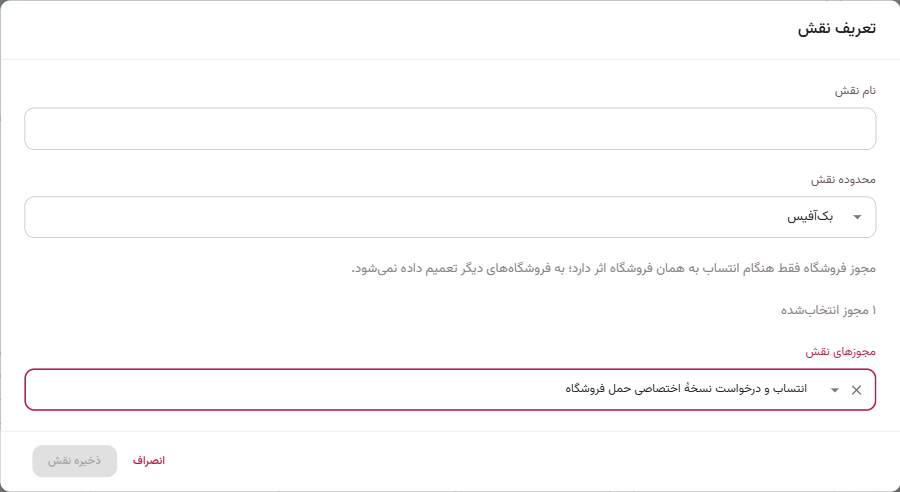 تعریف نقش
نام نقش
محدوده نقش
بک‌آفیس
مجوز فروشگاه فقط هنگام انتساب به همان فروشگاه اثر دارد؛ به فروشگاه‌های دیگر تعمیم داده نمی‌شود.
۱ مجوز انتخاب‌شده
مجوزهای نقش
انتساب و درخواست نسخهٔ اختصاصی حمل فروشگاه
انصراف
ذخیره نقش